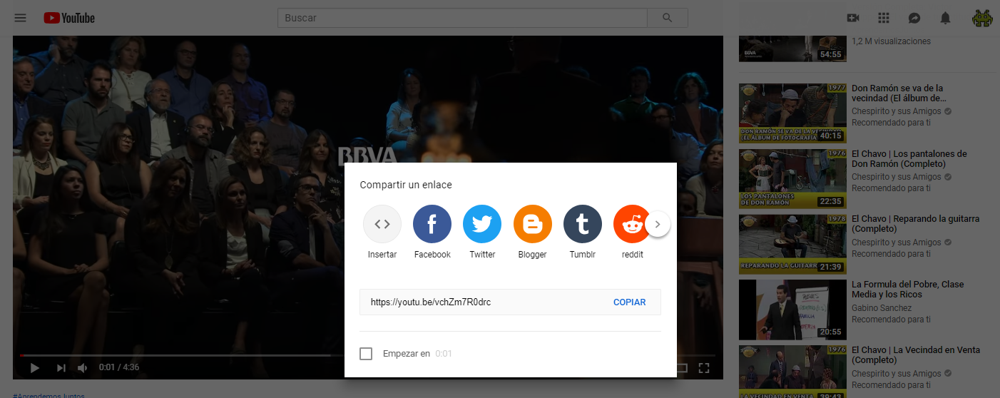 YouTube
Buscar
BBVA
Compartir un enlace
Insertar
Facebook
Twitter
Blogger
Tumblr
reddit
https://youtu.be/vchZm7R0drc
COPIAR
Empezar en 0:01
0:01 / 4:36
#AprendemosJuntos
BBVA
54:55
1,2 M visualizaciones
1977
DON RAMÓN SE VA DE LA VECINDAD
(EL ÁLBUM DE FOTOGRAFÍA
40:15
Don Ramón se va de la
vecindad (El álbum de...
Chespirito y sus Amigos
Recomendado para ti
1976
LOS PANTALONES
DE DON RAMÓN
22:35
El Chavo | Los pantalones de
Don Ramón (Completo)
Chespirito y sus Amigos
Recomendado para ti
1978
REPARANDO LA GUITARR
21:39
El Chavo | Reparando la guitarra
(Completo)
Chespirito y sus Amigos
Recomendado para ti
20:55
La Formula del Pobre, Clase
Media y los Ricos
Gabino Sanchez
Recomendado para ti
1976
LA VECINDAD EN VENTA
39:43
El Chavo | La Vecindad en Venta
(Completo)
Chespirito y sus Amigos
Recomendado para ti